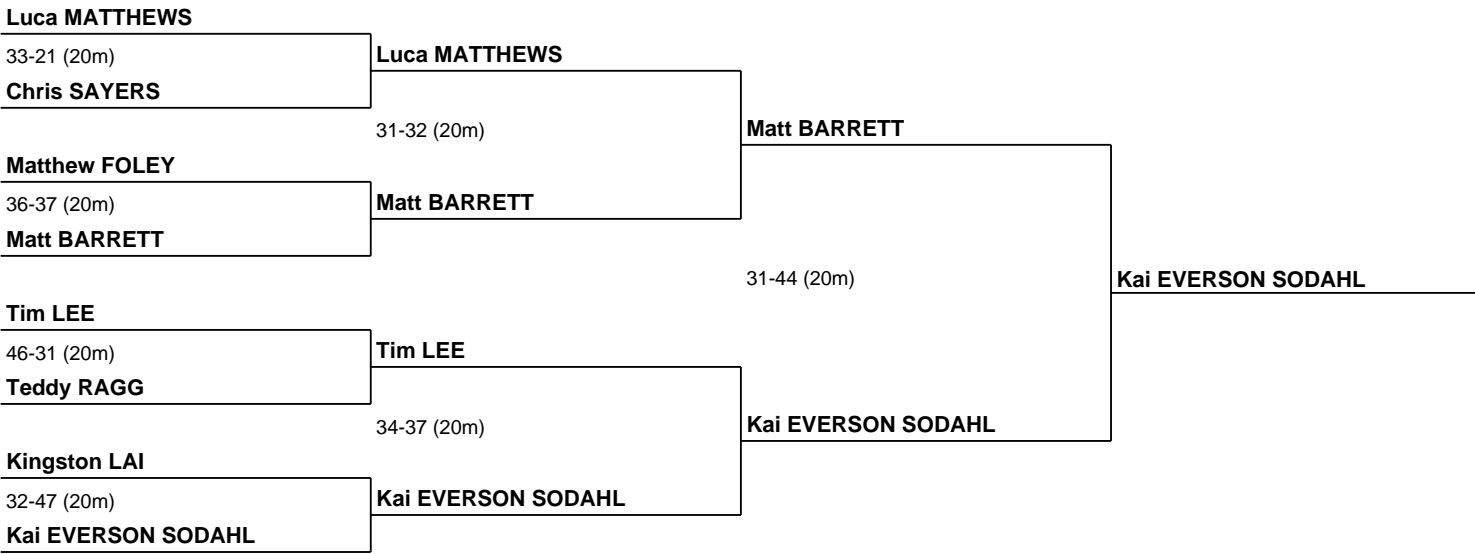 Luca MATTHEWS
33-21 (20m)
Chris SAYERS
Matthew FOLEY
36-37 (20m)
Matt BARRETT
Tim LEE
46-31 (20m)
Teddy RAGG
Kingston LAI
32-47 (20m)
Kai EVERSON SODAHL
Luca MATTHEWS
31-32 (20m)
Matt BARRETT
Tim LEE
34-37 (20m)
Kai EVERSON SODAHL
Matt BARRETT
31-44 (20m)
Kai EVERSON SODAHL
Kai EVERSON SODAHL